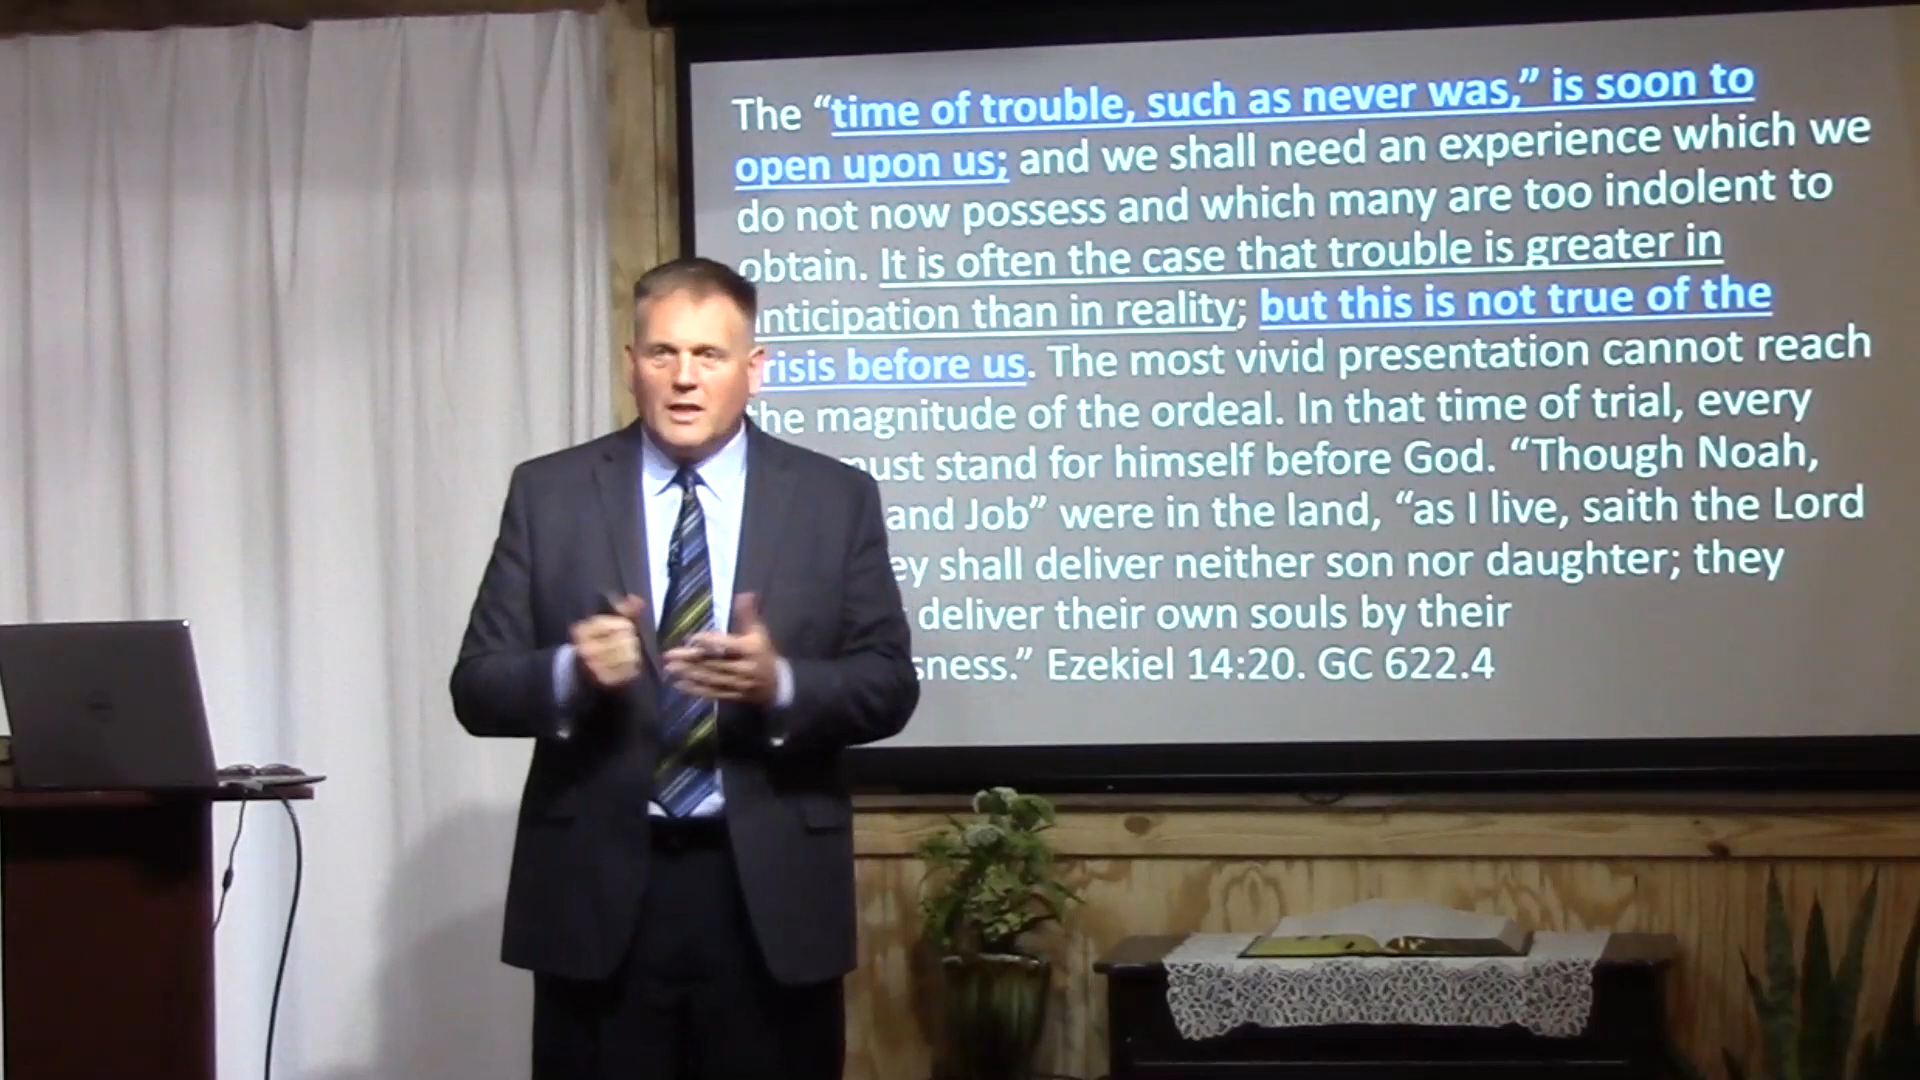 The “time of trouble, such as never was,” is soon to
open upon us; and we shall need an experience which we
do not now possess and which many are too indolent to
obtain. It is often the case that trouble is greater in
nticipation than in reality; but this is not true of the
risis before us. The most vivid presentation cannot reach
the magnitude of the ordeal. In that time of trial, every
must stand for himself before God. “Though Noah,
and Job” were in the land, “as I live, saith the Lord
ey shall deliver neither son nor daughter; they
deliver their own souls by their
sness.” Ezekiel 14:20. GC 622.4